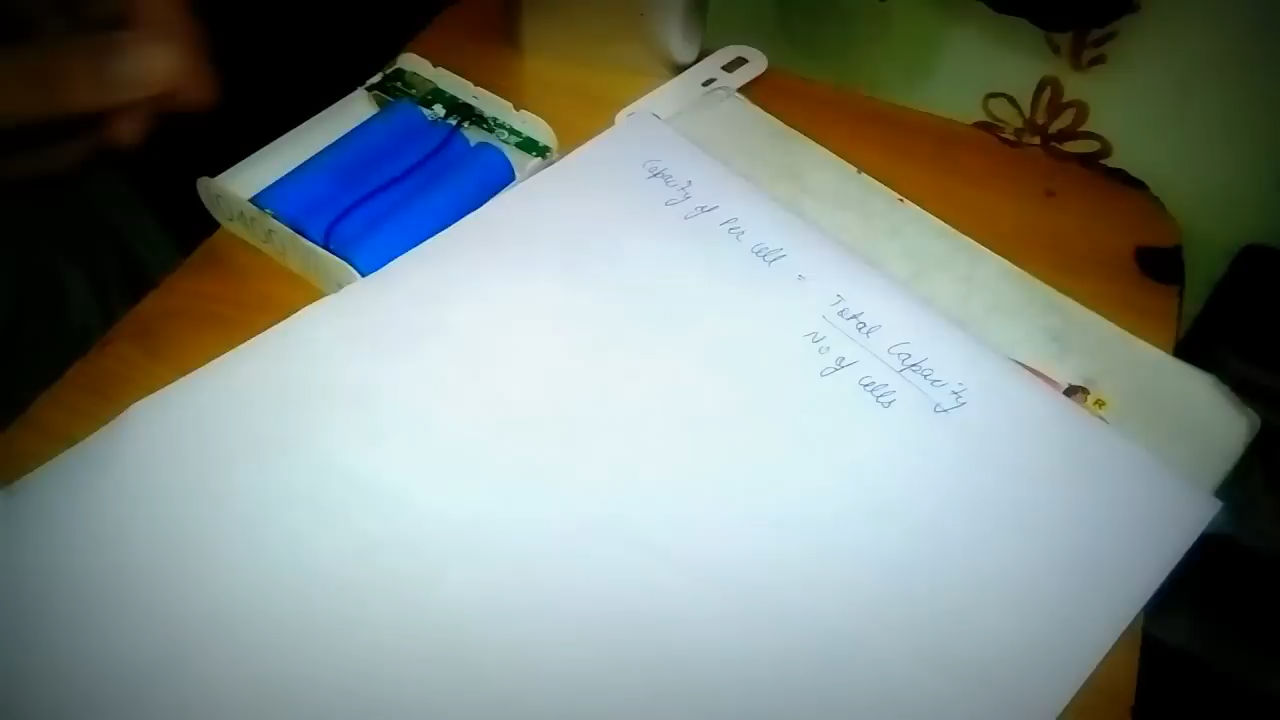 Capacity of Per cell = Total Capacity
No of cells
R